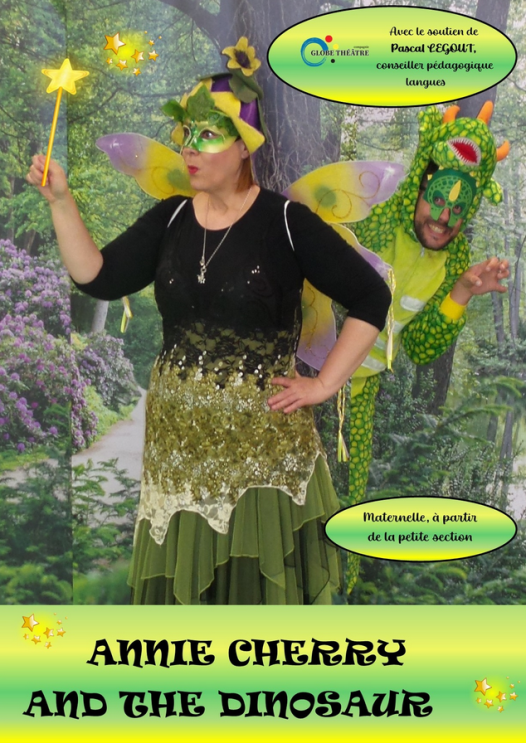 Avec le soutien de
Pascal LEGOUT,
conseiller pédagogique
langues
compagnie
GLOBE THÉÂTRE
Maternelle, à partir
de la petite section
ANNIE CHERRY
AND THE DINOSAUR